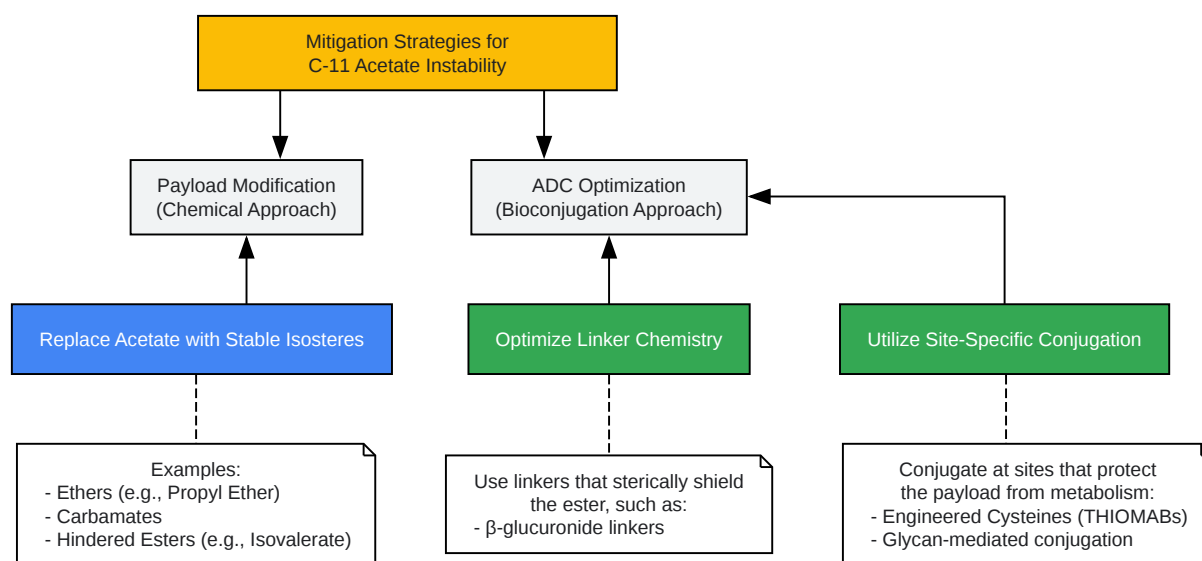 Mitigation Strategies for
C-11 Acetate Instability
Payload Modification
(Chemical Approach)
ADC Optimization
(Bioconjugation Approach)
Replace Acetate with Stable Isosteres
Optimize Linker Chemistry
Utilize Site-Specific Conjugation
Examples:
- Ethers (e.g., Propyl Ether)
- Carbamates
- Hindered Esters (e.g., Isovalerate)
Use linkers that sterically shield
the ester, such as:
- β-glucuronide linkers
Conjugate at sites that protect
the payload from metabolism:
- Engineered Cysteines (THIOMABs)
- Glycan-mediated conjugation